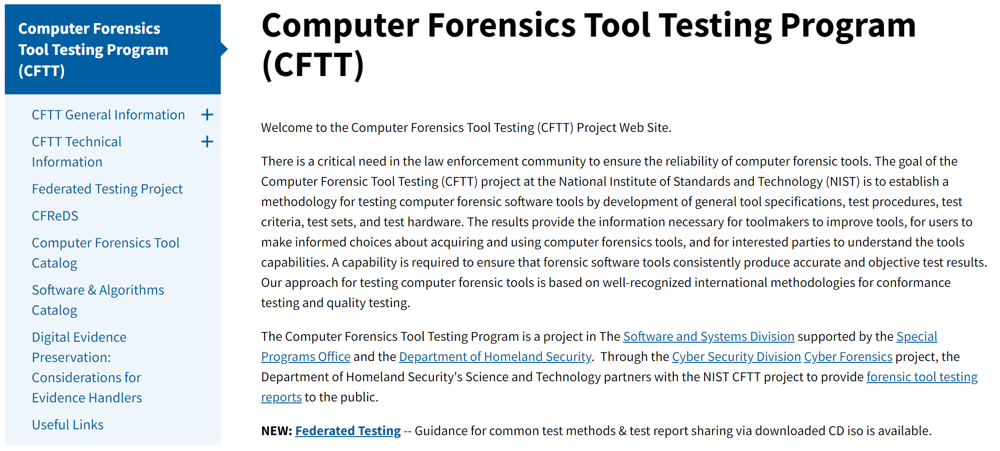 Computer Forensics
Tool Testing Program
(CFTT)
CFTT General Information
CFTT Technical
Information
Federated Testing Project
CFReDS
Computer Forensics Tool
Catalog
Software & Algorithms
Catalog
Digital Evidence
Preservation:
Considerations for
Evidence Handlers
Useful Links
Computer Forensics Tool Testing Program
(CFTT)
Welcome to the Computer Forensics Tool Testing (CFTT) Project Web Site.
There is a critical need in the law enforcement community to ensure the reliability of computer forensic tools. The goal of the
Computer Forensic Tool Testing (CFTT) project at the National Institute of Standards and Technology (NIST) is to establish a
methodology for testing computer forensic software tools by development of general tool specifications, test procedures, test
criteria, test sets, and test hardware. The results provide the information necessary for toolmakers to improve tools, for users to
make informed choices about acquiring and using computer forensics tools, and for interested parties to understand the tools
capabilities. A capability is required to ensure that forensic software tools consistently produce accurate and objective test results.
Our approach for testing computer forensic tools is based on well-recognized international methodologies for conformance
testing and quality testing.
The Computer Forensics Tool Testing Program is a project in The Software and Systems Division supported by the Special
Programs Office and the Department of Homeland Security.  Through the Cyber Security Division Cyber Forensics project, the
Department of Homeland Security's Science and Technology partners with the NIST CFTT project to provide forensic tool testing
reports to the public.
NEW: Federated Testing -- Guidance for common test methods & test report sharing via downloaded CD iso is available.